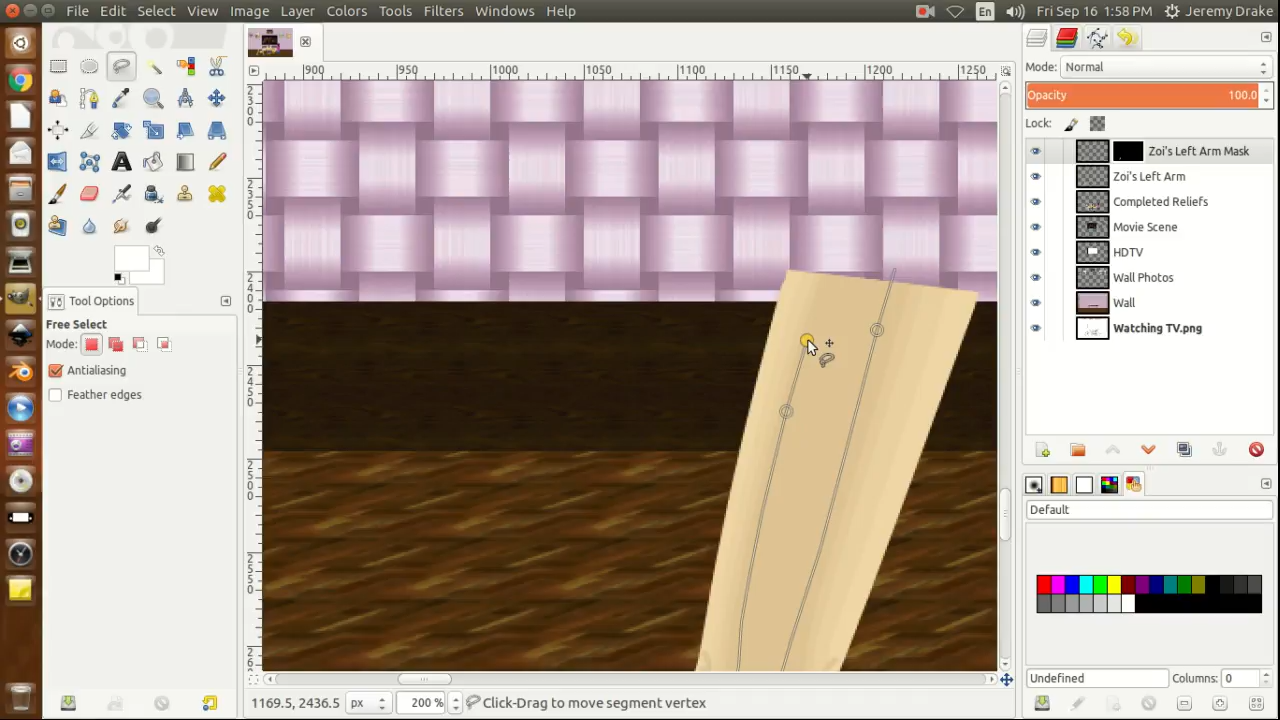 File Edit Select View Image Layer Colors Tools Filters Windows Help En Fri Sep 16 1:58 PM Jeremy Drake
Mode: Normal
Opacity 100.0
Lock:
900 950 1000 1050 1100 1150 1200 1250
Zoi's Left Arm Mask
Zoi's Left Arm
Completed Reliefs
Movie Scene
HDTV
Wall Photos
Wall
Watching TV.png
Tool Options
Free Select
Mode:
Antialiasing
Feather edges
Default
Undefined Columns: 0
1169.5, 2436.5 px 200 % Click-Drag to move segment vertex